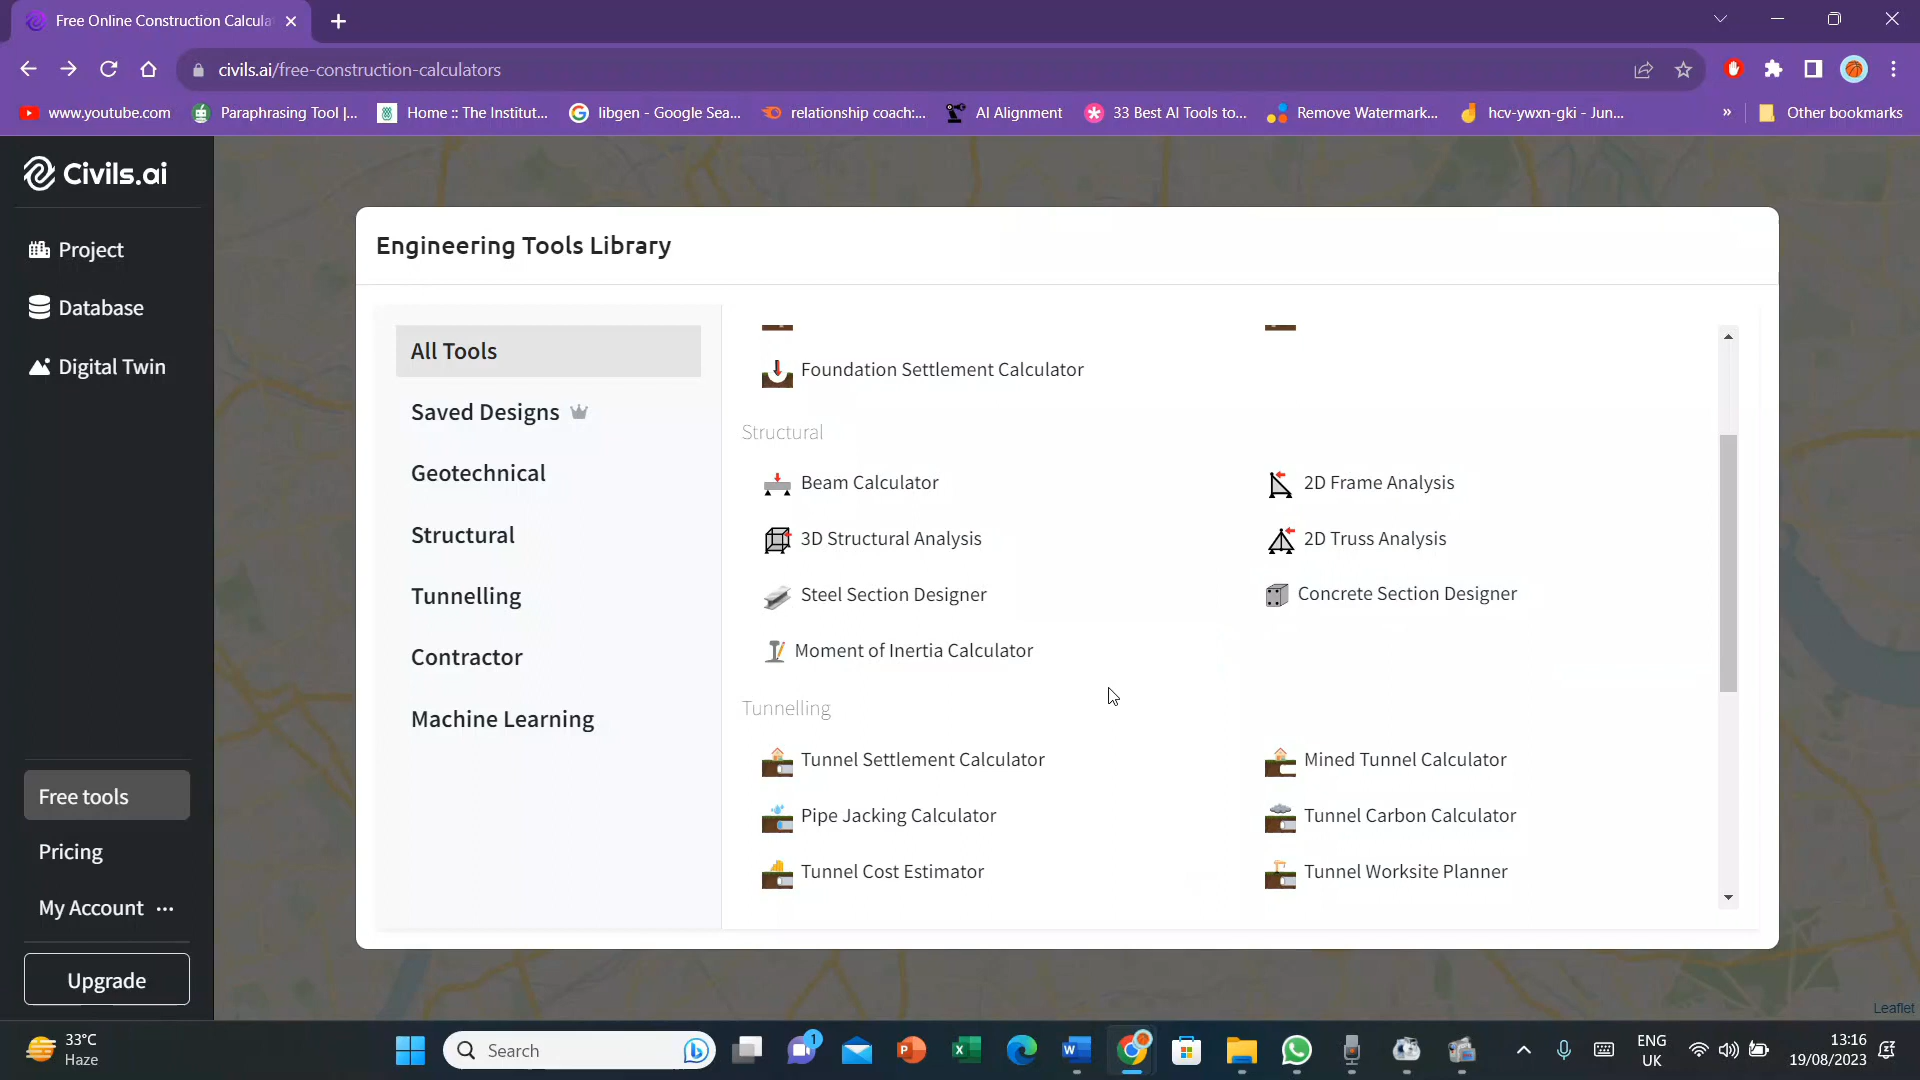 Free Online Construction Calcula
civils.ai/free-construction-calculators
www.youtube.com
Paraphrasing Tool |...
Home :: The Institut...
libgen - Google Sea...
relationship coach:...
AI Alignment
33 Best AI Tools to...
Remove Watermark...
hcv-ywxn-gki - Jun...
»
Other bookmarks
Civils.ai
Project
Database
Digital Twin
Free tools
Pricing
My Account ...
Upgrade
Engineering Tools Library
All Tools
Saved Designs
Geotechnical
Structural
Tunnelling
Contractor
Machine Learning
Foundation Settlement Calculator
Structural
Beam Calculator
2D Frame Analysis
3D Structural Analysis
2D Truss Analysis
Steel Section Designer
Concrete Section Designer
Moment of Inertia Calculator
Tunnelling
Tunnel Settlement Calculator
Mined Tunnel Calculator
Pipe Jacking Calculator
Tunnel Carbon Calculator
Tunnel Cost Estimator
Tunnel Worksite Planner
Leaflet
33°C
Haze
Search
1
ENG
UK
13:16
19/08/2023